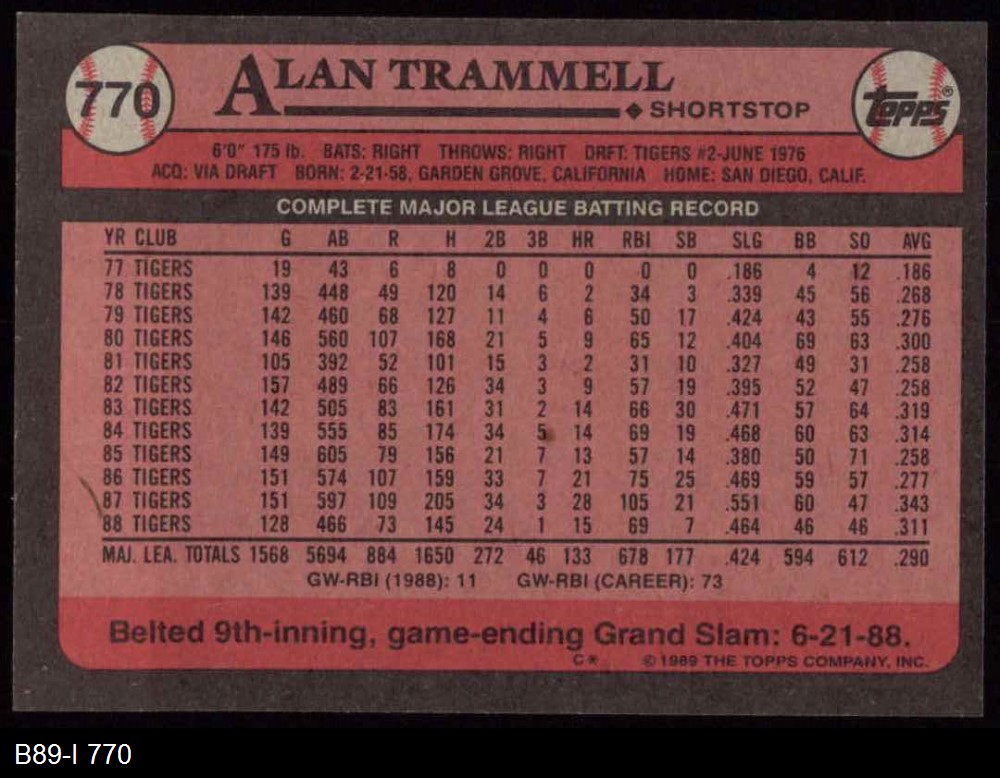 770
ALAN TRAMMELL
SHORTSTOP
Topps®
6'0" 175 lb. BATS: RIGHT THROWS: RIGHT DRFT: TIGERS #2-JUNE 1976
ACQ: VIA DRAFT BORN: 2-21-58, GARDEN GROVE, CALIFORNIA HOME: SAN DIEGO, CALIF.
COMPLETE MAJOR LEAGUE BATTING RECORD
YR CLUB G AB R H 2B 3B HR RBI SB SLG BB SO AVG
77 TIGERS 19 43 6 8 0 0 0 0 0 .186 4 12 .186
78 TIGERS 139 448 49 120 14 6 2 34 3 .339 45 56 .268
79 TIGERS 142 460 68 127 11 4 6 50 17 .424 43 55 .276
80 TIGERS 146 560 107 168 21 5 9 65 12 .404 69 63 .300
81 TIGERS 105 392 52 101 15 3 2 31 10 .327 49 31 .258
82 TIGERS 157 489 66 126 34 3 9 57 19 .395 52 47 .258
83 TIGERS 142 505 83 161 31 2 14 66 30 .471 57 64 .319
84 TIGERS 139 555 85 174 34 5 14 69 19 .468 60 63 .314
85 TIGERS 149 605 79 156 21 7 13 57 14 .380 50 71 .258
86 TIGERS 151 574 107 159 33 7 21 75 25 .469 59 57 .277
87 TIGERS 151 597 109 205 34 3 28 105 21 .551 60 47 .343
88 TIGERS 128 466 73 145 24 1 15 69 7 .464 46 46 .311
MAJ. LEA. TOTALS 1568 5694 884 1650 272 46 133 678 177 .424 594 612 .290
GW-RBI (1988): 11 GW-RBI (CAREER): 73
Belted 9th-inning, game-ending Grand Slam: 6-21-88.
C* © 1989 THE TOPPS COMPANY, INC.
B89-I 770